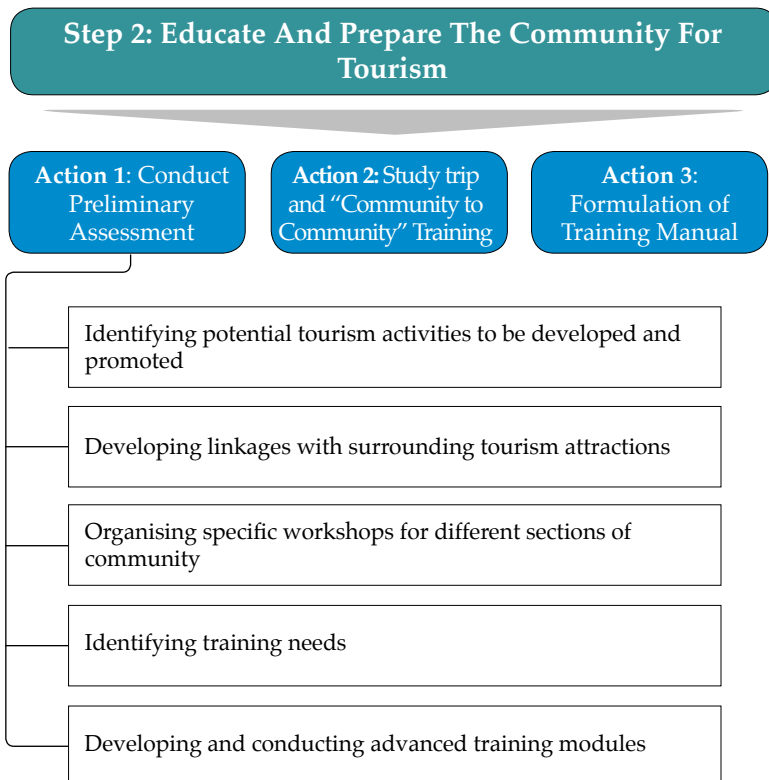 Step 2: Educate And Prepare The Community For
Tourism
Action 1: Conduct
Preliminary
Assessment
Action 2: Study trip
and “Community to
Community” Training
Action 3:
Formulation of
Training Manual
Identifying potential tourism activities to be developed and
promoted
Developing linkages with surrounding tourism attractions
Organising specific workshops for different sections of
community
Identifying training needs
Developing and conducting advanced training modules